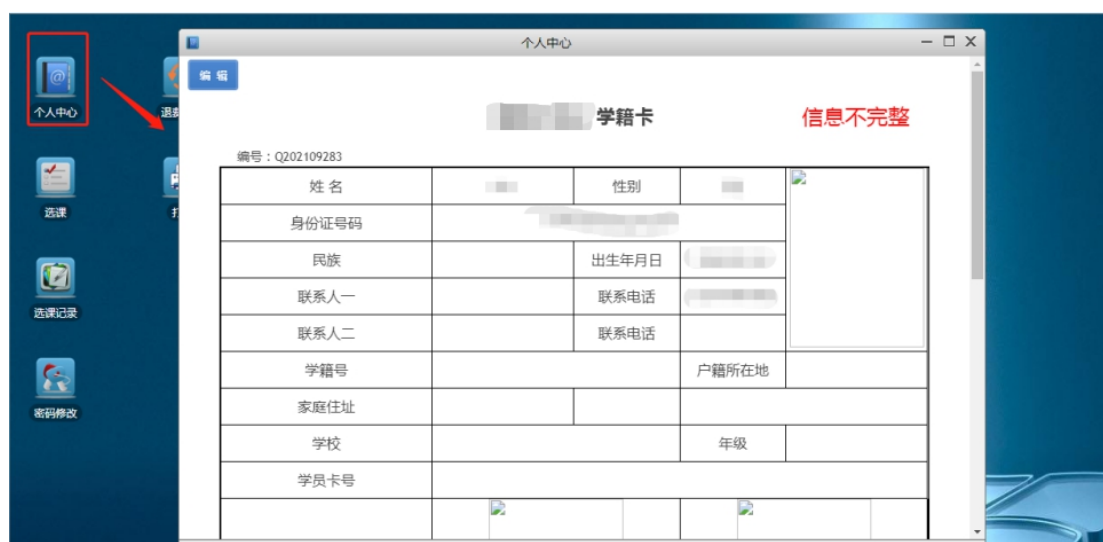 个人中心
编 辑
学籍卡
信息不完整
编号：Q202109283
姓 名 性别
身份证号码
民族 出生年月日
联系人一 联系电话
联系人二 联系电话
学籍号 户籍所在地
家庭住址
学校 年级
学员卡号
个人中心
选课
选课记录
密码修改
退费
打